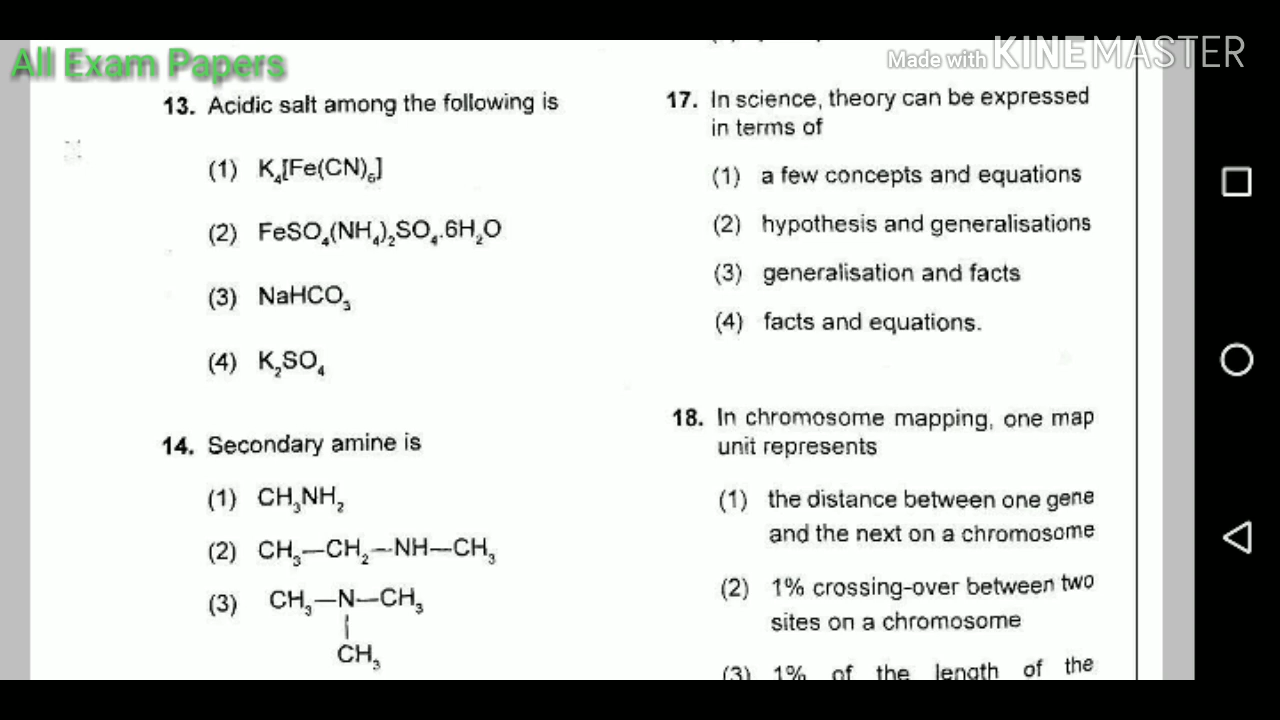 All Exam Papers
Made with KINEMASTER
13. Acidic salt among the following is
(1) K₄[Fe(CN)₆]
(2) FeSO₄(NH₄)₂SO₄.6H₂O
(3) NaHCO₃
(4) K₂SO₄
14. Secondary amine is
(1) CH₃NH₂
(2) CH₃—CH₂—NH—CH₃
(3) CH₃—N—CH₃
|
CH₃
17. In science, theory can be expressed
in terms of
(1) a few concepts and equations
(2) hypothesis and generalisations
(3) generalisation and facts
(4) facts and equations.
18. In chromosome mapping, one map
unit represents
(1) the distance between one gene
and the next on a chromosome
(2) 1% crossing-over between two
sites on a chromosome
(3) 1% of the length of the